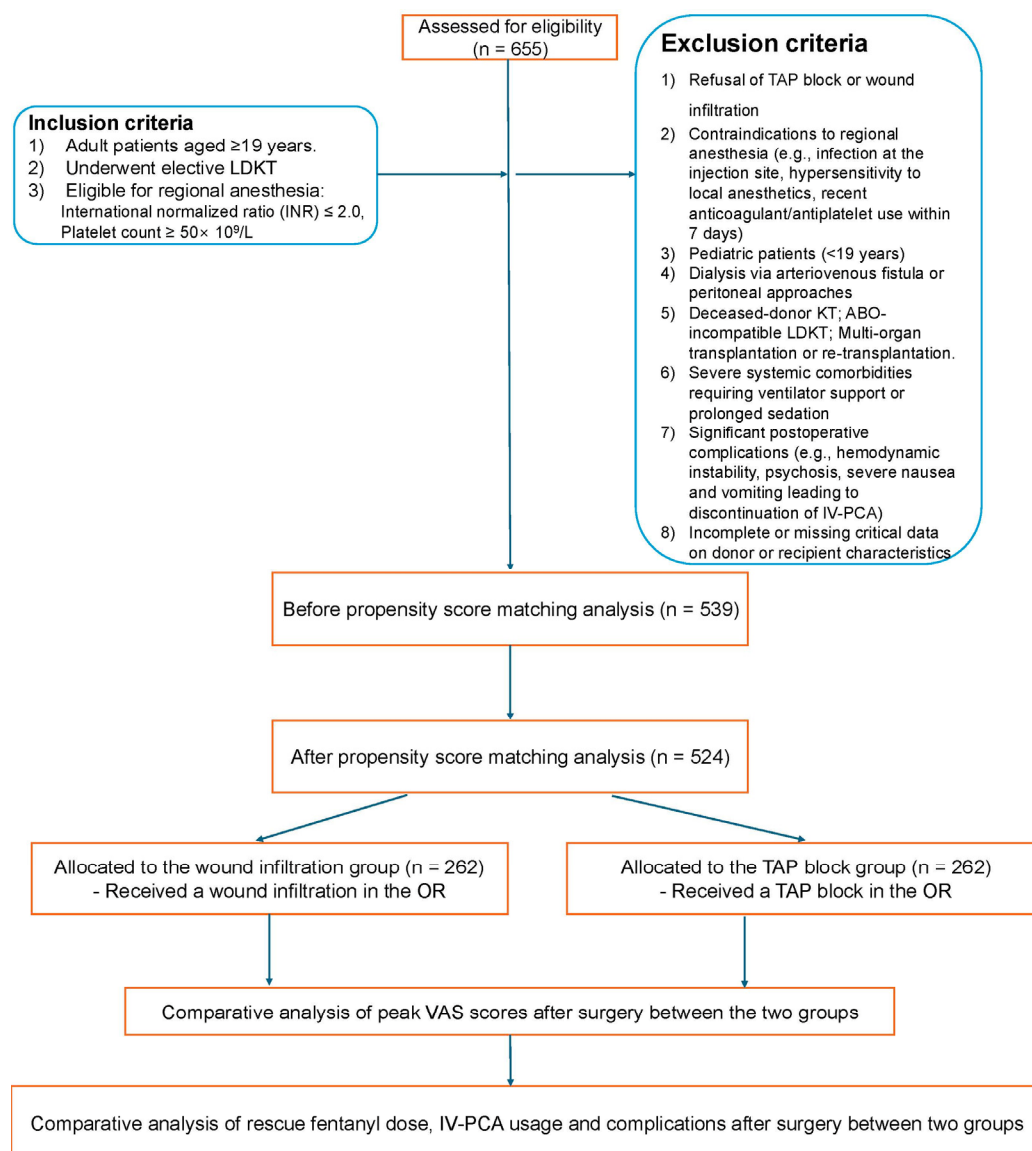 Assessed for eligibility
(n = 655)
Inclusion criteria
1) Adult patients aged ≥19 years.
2) Underwent elective LDKT
3) Eligible for regional anesthesia:
International normalized ratio (INR) ≤ 2.0,
Platelet count ≥ 50× 10⁹/L
Exclusion criteria
1) Refusal of TAP block or wound
infiltration
2) Contraindications to regional
anesthesia (e.g., infection at the
injection site, hypersensitivity to
local anesthetics, recent
anticoagulant/antiplatelet use within
7 days)
3) Pediatric patients (<19 years)
4) Dialysis via arteriovenous fistula or
peritoneal approaches
5) Deceased-donor KT; ABO-
incompatible LDKT; Multi-organ
transplantation or re-transplantation.
6) Severe systemic comorbidities
requiring ventilator support or
prolonged sedation
7) Significant postoperative
complications (e.g., hemodynamic
instability, psychosis, severe nausea
and vomiting leading to
discontinuation of IV-PCA)
8) Incomplete or missing critical data
on donor or recipient characteristics
Before propensity score matching analysis (n = 539)
After propensity score matching analysis (n = 524)
Allocated to the wound infiltration group (n = 262)
- Received a wound infiltration in the OR
Allocated to the TAP block group (n = 262)
- Received a TAP block in the OR
Comparative analysis of peak VAS scores after surgery between the two groups
Comparative analysis of rescue fentanyl dose, IV-PCA usage and complications after surgery between two groups